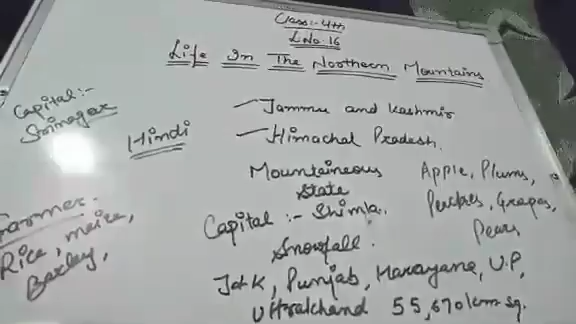 Class:- 4th
L.No. 16
Life In The Northern Mountains
Capital:-
Srinagar
Hindi
— Jammu and Kashmir
— Himachal Pradesh.
Mountaineous
State
Capital :- Shimla.
Snowfall.
J&K, Punjab, Harayana, U.P,
Uttrakhand 55,670 km sq.
Apple, Plums,
Peaches, Grapes,
Pears
Farmer.
Rice, maize,
Barley,